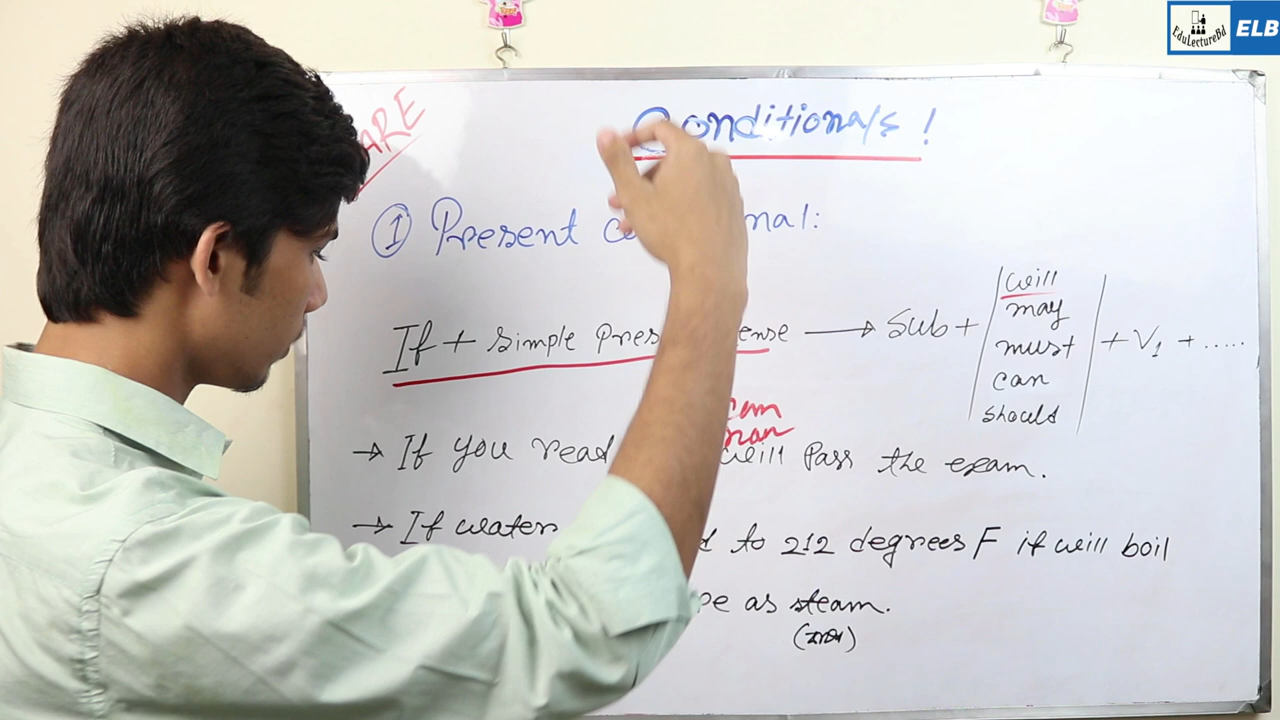 EduLectureBd ELB
ARE
Conditionals !
1 Present
If + Simple Present tense → Sub + | will may must can should | + V1 + .....
→ If you read will Pass the exam.
→ If water to 212 degrees F it will boil
as steam.